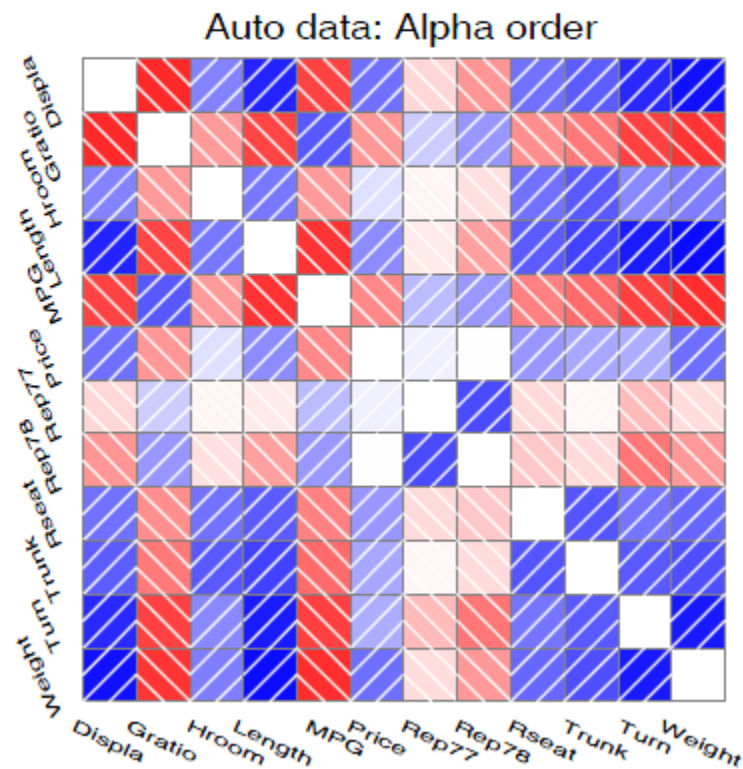 Auto data: Alpha order
Displa
Gratio
Hroom
Length
MPG
Price
Rep77
Rep78
Rseat
Trunk
Turn
Weight
Displa Gratio Hroom Length MPG Price Rep77 Rep78 Rseat Trunk Turn Weight